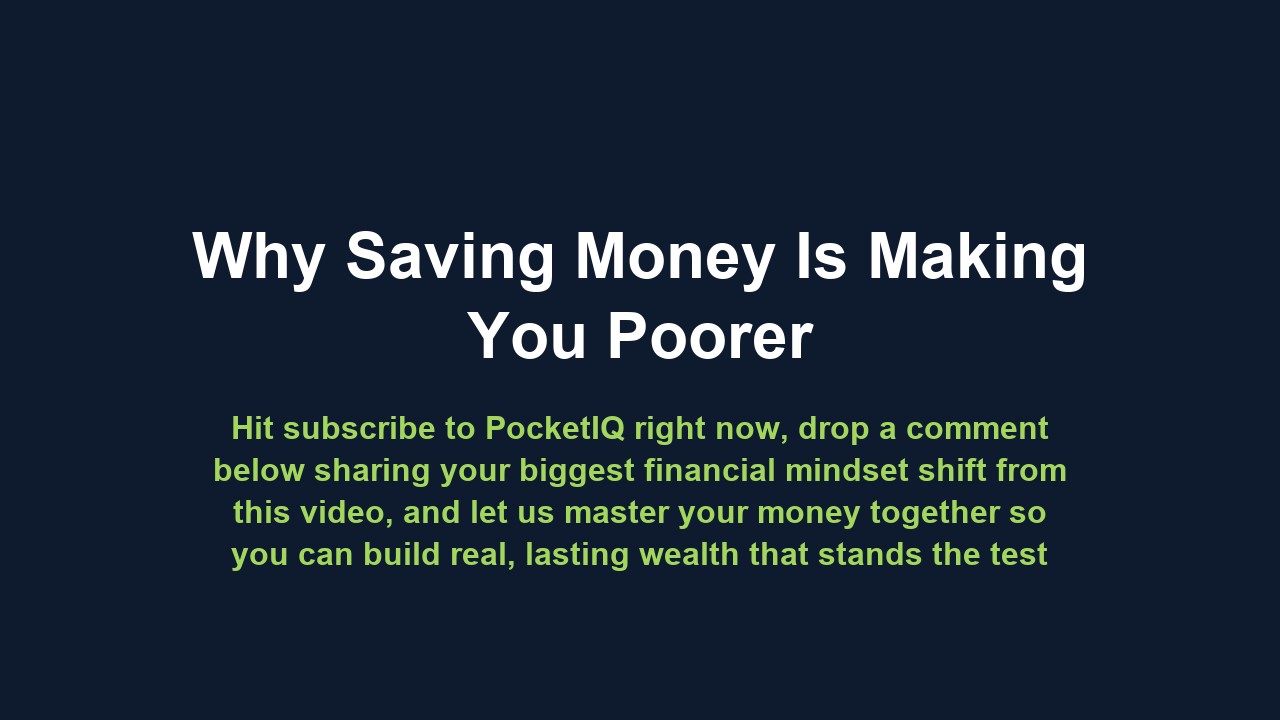 Why Saving Money Is Making
You Poorer
Hit subscribe to PocketIQ right now, drop a comment
below sharing your biggest financial mindset shift from
this video, and let us master your money together so
you can build real, lasting wealth that stands the test